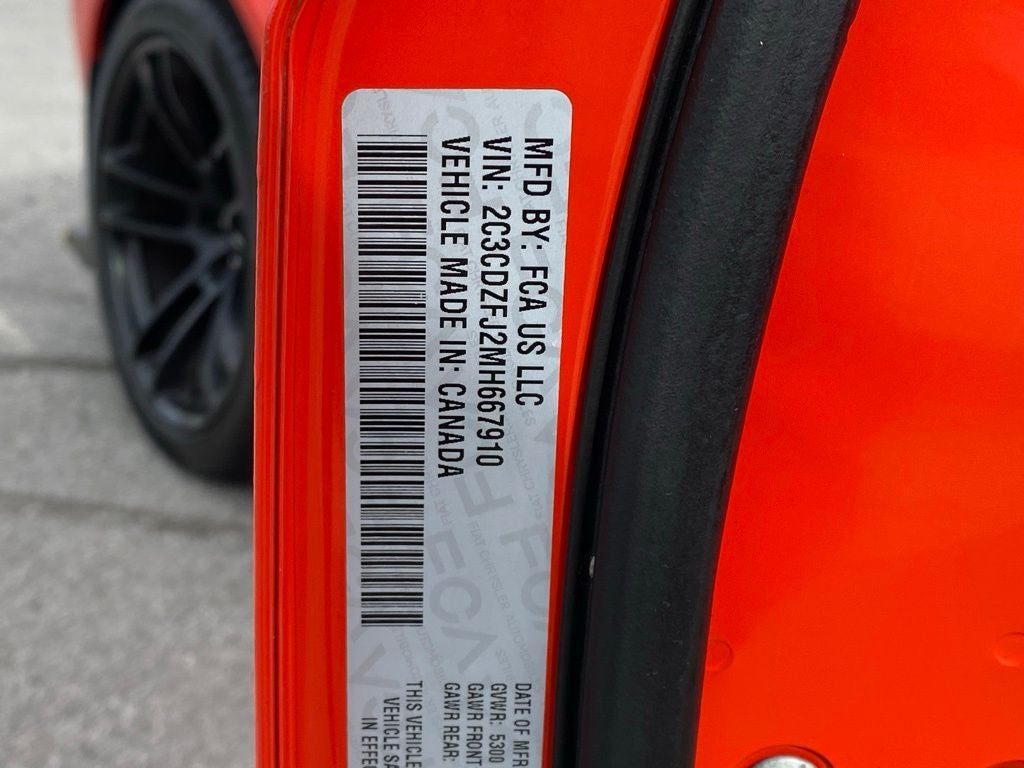 MFD BY: FCA US LLC
VIN: 2C3CDZFJ2MH667910
VEHICLE MADE IN: CANADA
DATE OF MFR
GVWR: 5300
GAWR FRONT
GAWR REAR:
THIS VEHICLE
VEHICLE SA
IN EFFEC